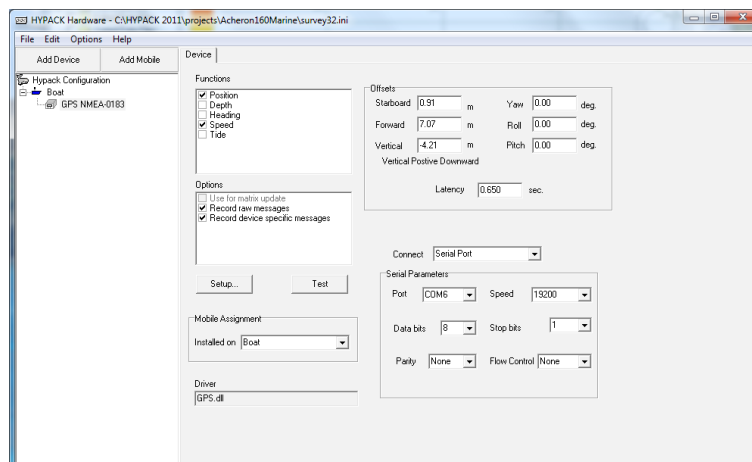 HYPACK Hardware - C:\HYPACK 2011\projects\Acheron160Marine\survey32.ini
File Edit Options Help
Add Device Add Mobile
Device
Hypack Configuration
Boat
GPS NMEA-0183
Functions
Position
Depth
Heading
Speed
Tide
Options
Use for matrix update
Record raw messages
Record device specific messages
Setup... Test
Mobile Assignment
Installed on Boat
Driver
GPS.dll
Offsets
Starboard 0.91 m Yaw 0.00 deg.
Forward 7.07 m Roll 0.00 deg.
Vertical -4.21 m Pitch 0.00 deg.
Vertical Postive Downward
Latency 0.650 sec.
Connect Serial Port
Serial Parameters
Port COM6 Speed 19200
Data bits 8 Stop bits 1
Parity None Flow Control None